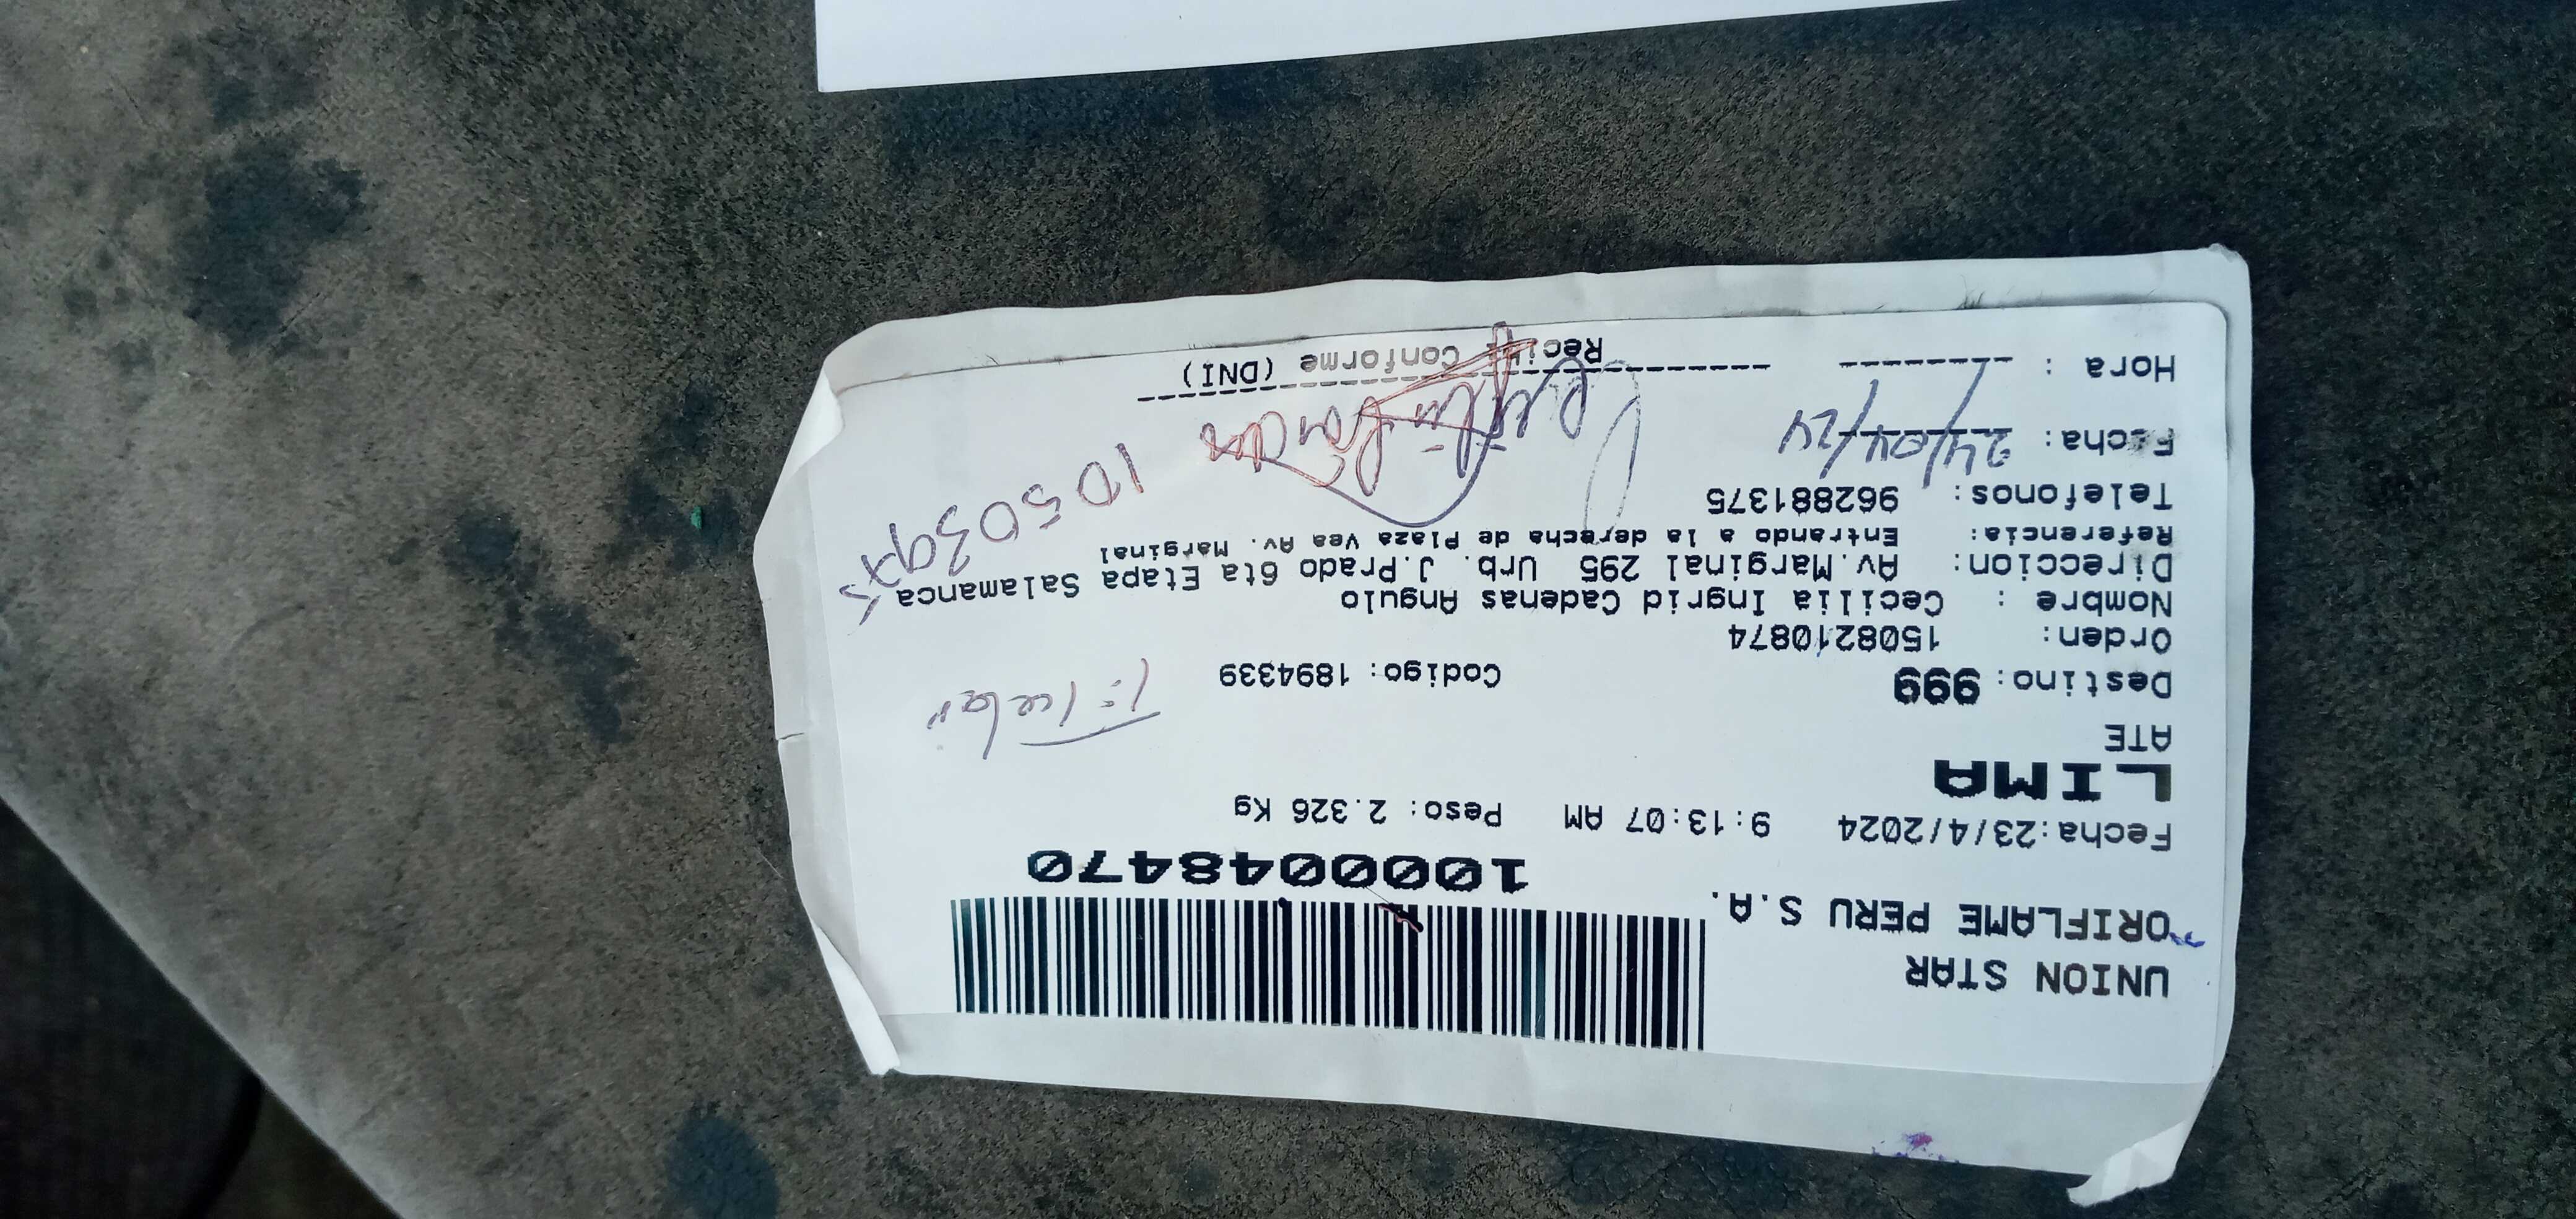 UNION STAR
ORIFLAME PERU S.A.
10000048470
Fecha:23/4/2024 9:13:07 AM Peso: 2.326 Kg
LIMA
ATE
Destino: 999 Codigo: 1894339
Orden: 1508210874
Nombre : Cecilia Ingrid Cadenas Angulo
Direccion: Av.Marginal 295 Urb. J.Prado 6ta Etapa Salamanca
Referencia: Entrando a la derecha de Plaza Vea Av. Marginal
Telefonos: 962881375
Fecha: 24/04/24
Hora :
Recibi Conforme (DNI)